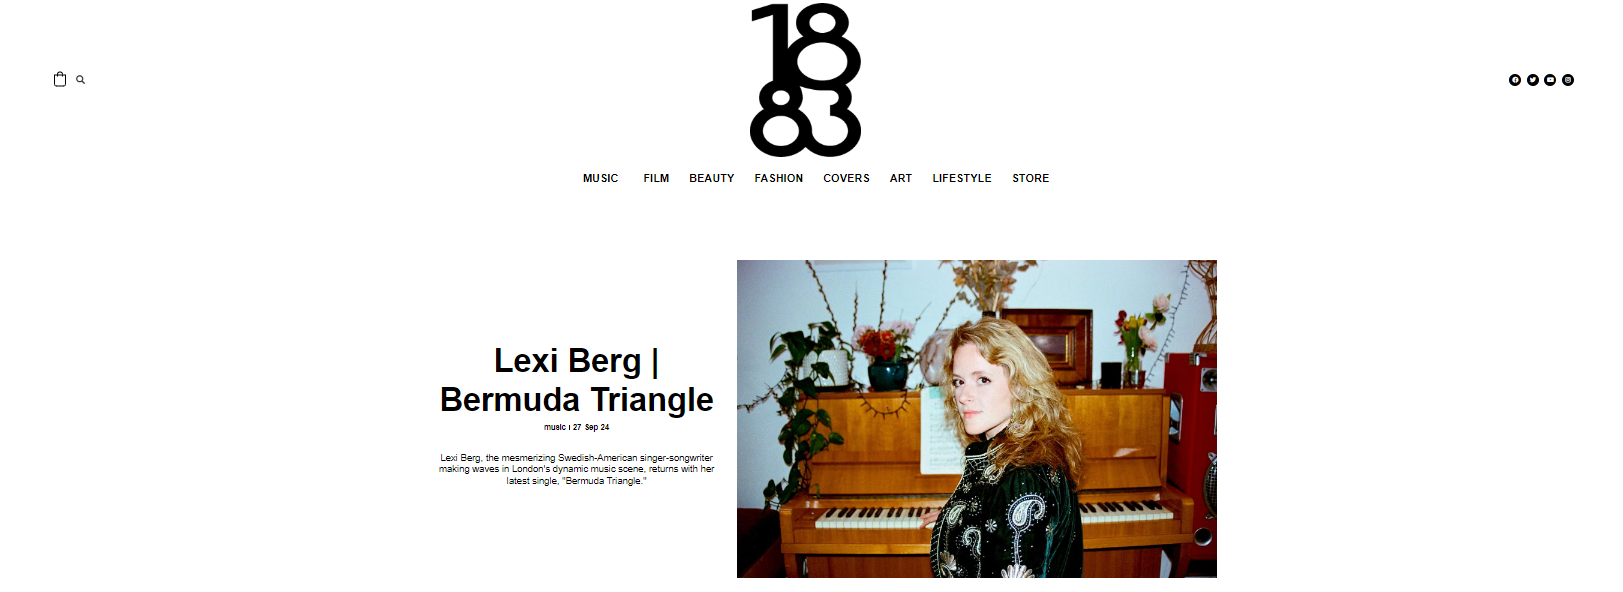 18
83
MUSIC FILM BEAUTY FASHION COVERS ART LIFESTYLE STORE
Lexi Berg |
Bermuda Triangle
music | 27 Sep 24
Lexi Berg, the mesmerizing Swedish-American singer-songwriter
making waves in London's dynamic music scene, returns with her
latest single, "Bermuda Triangle."